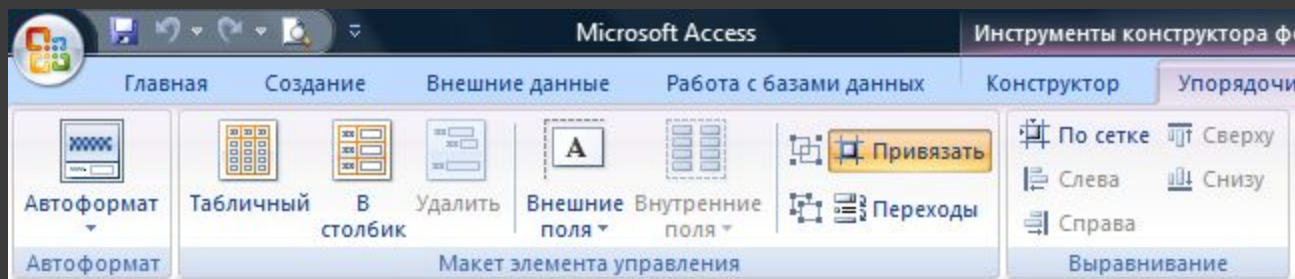 Microsoft Access
Инструменты конструктора ф
Главная Создание Внешние данные Работа с базами данных Конструктор Упорядочи
Автоформат
Табличный
В столбик
Удалить
A
Внешние поля
Внутренние поля
Привязать
Переходы
По сетке Сверху
Слева Снизу
Справа
Автоформат Макет элемента управления Выравнивание